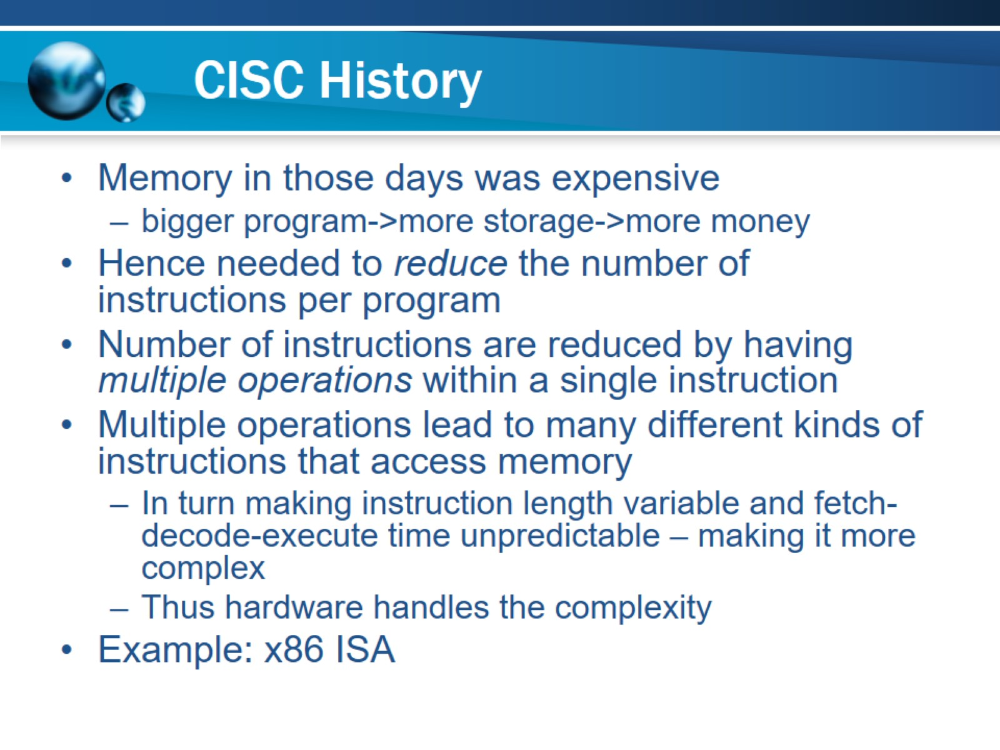 CISC History
• Memory in those days was expensive
– bigger program->more storage->more money
• Hence needed to reduce the number of
instructions per program
• Number of instructions are reduced by having
multiple operations within a single instruction
• Multiple operations lead to many different kinds of
instructions that access memory
– In turn making instruction length variable and fetch-
decode-execute time unpredictable – making it more
complex
– Thus hardware handles the complexity
• Example: x86 ISA